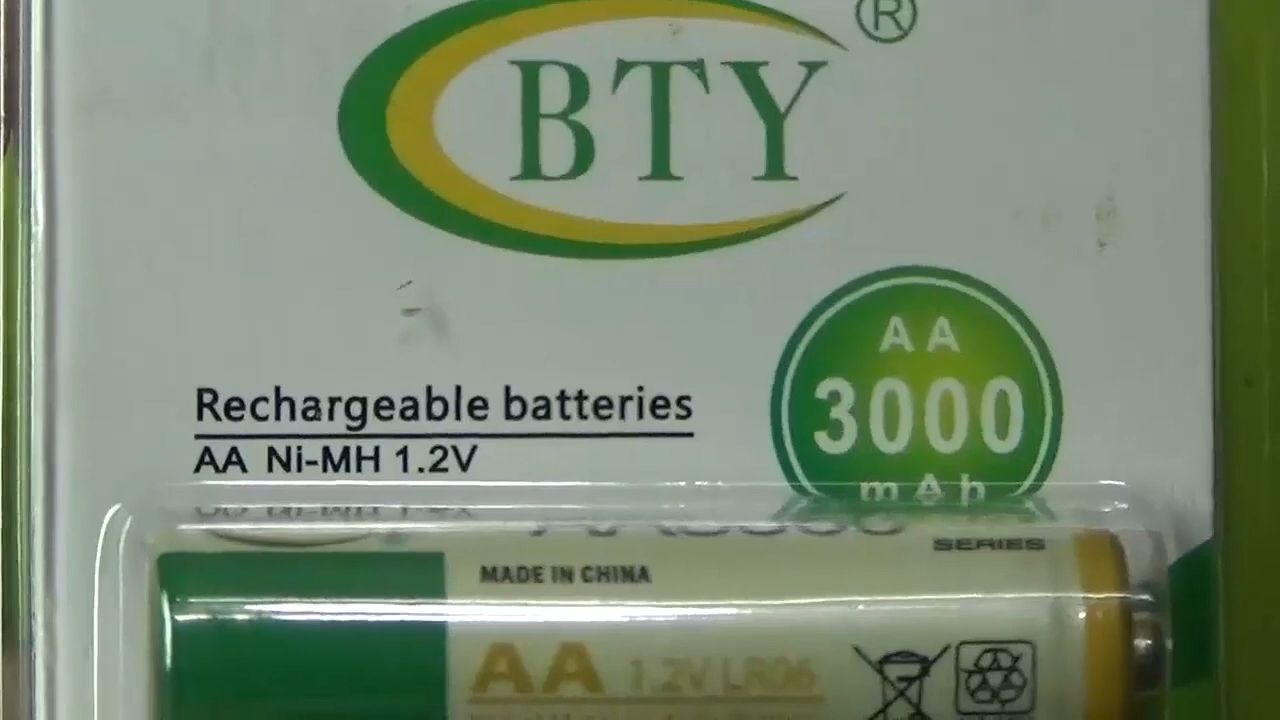 BTY®
AA
3000
mAh
Rechargeable batteries
AA Ni-MH 1.2V
SERIES
MADE IN CHINA
AA 1.2V LR06